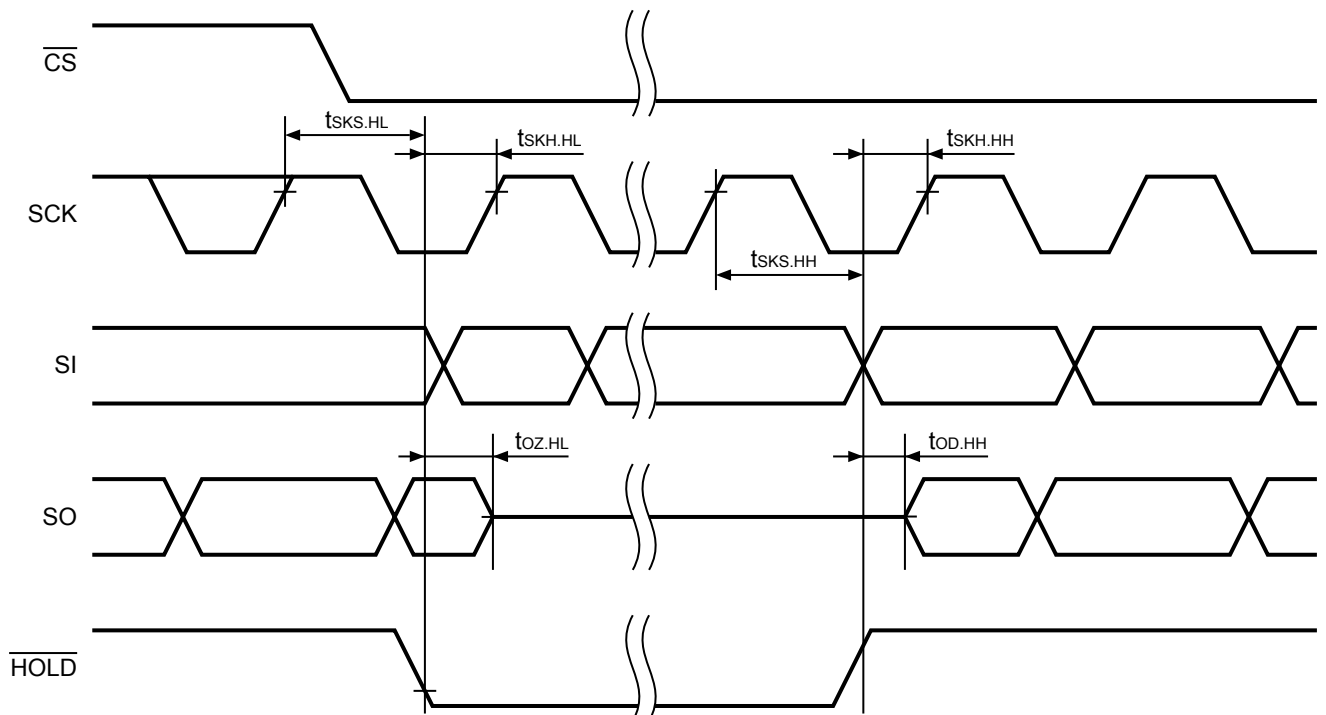 CS
tSKS.HL
tSKH.HL
tSKH.HH
SCK
tSKS.HH
SI
tOZ.HL
tOD.HH
SO
HOLD